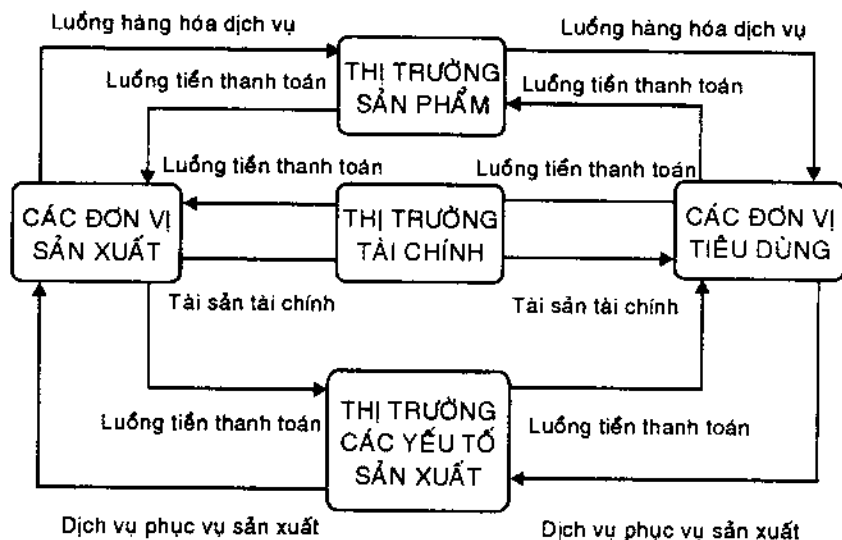 Luồng hàng hóa dịch vụ
Luồng hàng hóa dịch vụ
THỊ TRƯỜNG
SẢN PHẨM
Luồng tiền thanh toán
Luồng tiền thanh toán
Luồng tiền thanh toán
Luồng tiền thanh toán
CÁC ĐƠN VỊ
SẢN XUẤT
THỊ TRƯỜNG
TÀI CHÍNH
CÁC ĐƠN VỊ
TIÊU DÙNG
Tài sản tài chính
Tài sản tài chính
Luồng tiền thanh toán
THỊ TRƯỜNG
CÁC YẾU TỐ
SẢN XUẤT
Luồng tiền thanh toán
Dịch vụ phục vụ sản xuất
Dịch vụ phục vụ sản xuất